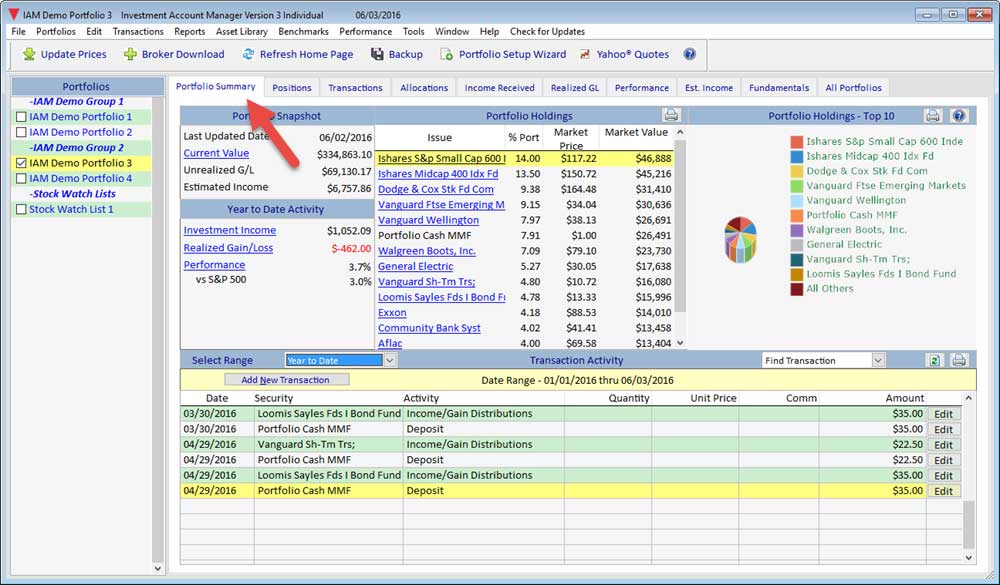 IAM Demo Portfolio 3 Investment Account Manager Version 3 Individual 06/03/2016
File Portfolios Edit Transactions Reports Asset Library Benchmarks Performance Tools Window Help Check for Updates
Update Prices Broker Download Refresh Home Page Backup Portfolio Setup Wizard Yahoo® Quotes
Portfolios
-IAM Demo Group 1
IAM Demo Portfolio 1
IAM Demo Portfolio 2
-IAM Demo Group 2
IAM Demo Portfolio 3
IAM Demo Portfolio 4
-Stock Watch Lists
Stock Watch List 1
Portfolio Summary Positions Transactions Allocations Income Received Realized GL Performance Est. Income Fundamentals All Portfolios
Snapshot
Last Updated Date 06/02/2016
Current Value $334,863.10
Unrealized G/L $69,130.17
Estimated Income $6,757.86
Year to Date Activity
Investment Income $1,052.09
Realized Gain/Loss $-462.00
Performance 3.7%
vs S&P 500 3.0%
Portfolio Holdings
Issue % Port Market Price Market Value
Ishares S&p Small Cap 600 I 14.00 $117.22 $46,888
Ishares Midcap 400 Idx Fd 13.50 $150.72 $45,216
Dodge & Cox Stk Fd Com 9.38 $164.48 $31,410
Vanguard Ftse Emerging M 9.15 $34.04 $30,636
Vanguard Wellington 7.97 $38.13 $26,691
Portfolio Cash MMF 7.91 $1.00 $26,491
Walgreen Boots, Inc. 7.09 $79.10 $23,730
General Electric 5.27 $30.05 $17,638
Vanguard Sh-Tm Trs; 4.80 $10.72 $16,080
Loomis Sayles Fds I Bond Fu 4.78 $13.33 $15,996
Exxon 4.18 $88.53 $14,010
Community Bank Syst 4.02 $41.41 $13,458
Aflac 4.00 $69.58 $13,404
Portfolio Holdings - Top 10
Ishares S&p Small Cap 600 Inde
Ishares Midcap 400 Idx Fd
Dodge & Cox Stk Fd Com
Vanguard Ftse Emerging Markets
Vanguard Wellington
Portfolio Cash MMF
Walgreen Boots, Inc.
General Electric
Vanguard Sh-Tm Trs;
Loomis Sayles Fds I Bond Fund
All Others
Select Range Year to Date Transaction Activity Find Transaction
Add New Transaction Date Range - 01/01/2016 thru 06/03/2016
Date Security Activity Quantity Unit Price Comm Amount
03/30/2016 Loomis Sayles Fds I Bond Fund Income/Gain Distributions $35.00 Edit
03/30/2016 Portfolio Cash MMF Deposit $35.00 Edit
04/29/2016 Vanguard Sh-Tm Trs; Income/Gain Distributions $22.50 Edit
04/29/2016 Portfolio Cash MMF Deposit $22.50 Edit
04/29/2016 Loomis Sayles Fds I Bond Fund Income/Gain Distributions $35.00 Edit
04/29/2016 Portfolio Cash MMF Deposit $35.00 Edit